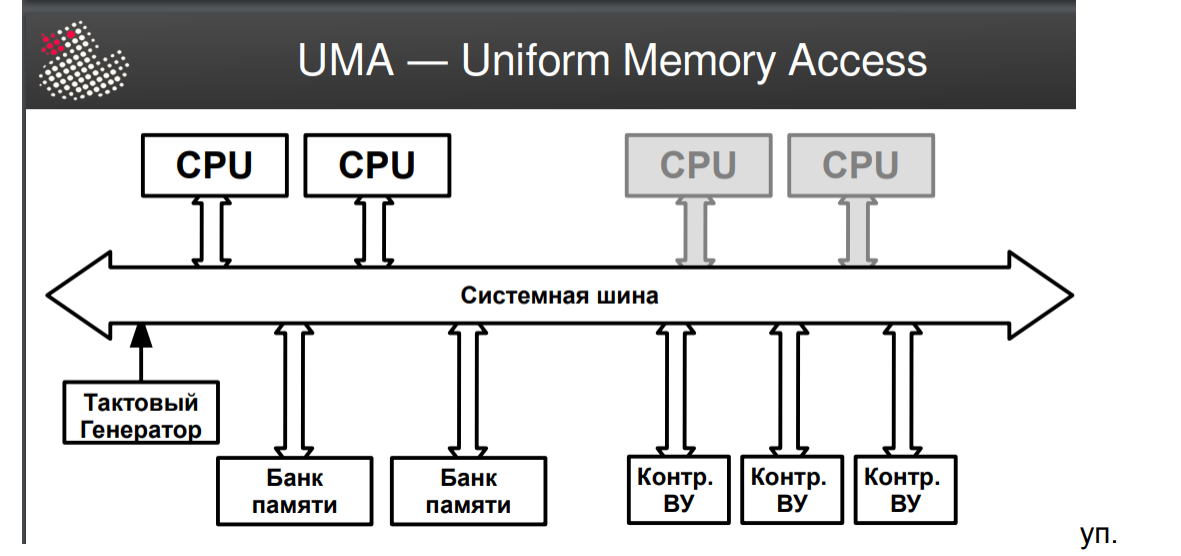 UMA — Uniform Memory Access
CPU
CPU
CPU
CPU
Системная шина
Тактовый
Генератор
Банк
памяти
Банк
памяти
Контр.
ВУ
Контр.
ВУ
Контр.
ВУ
уп.